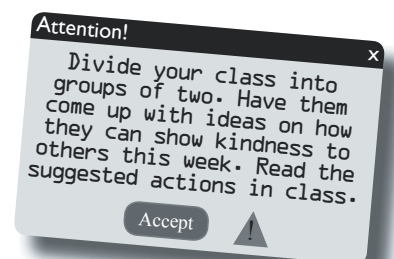 Attention!
x
Divide your class into
groups of two. Have them
come up with ideas on how
they can show kindness to
others this week. Read the
suggested actions in class.
Accept
!